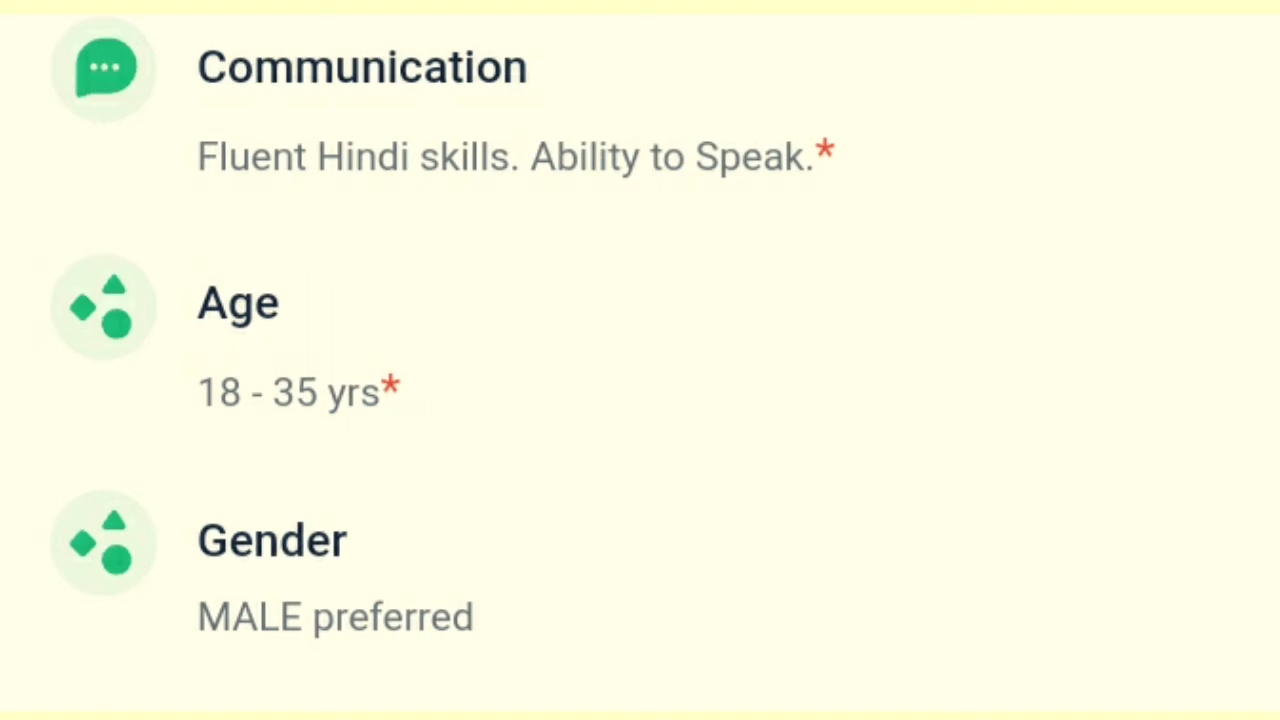 Communication
Fluent Hindi skills. Ability to Speak.*
Age
18 - 35 yrs*
Gender
MALE preferred